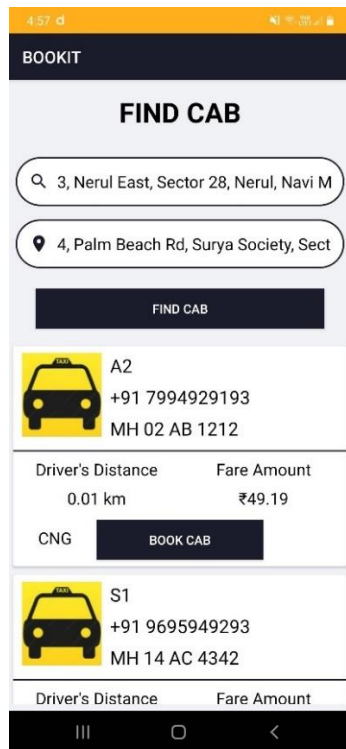 4:57 d
BOOKIT
FIND CAB
3, Nerul East, Sector 28, Nerul, Navi M
4, Palm Beach Rd, Surya Society, Sect
FIND CAB
TAXI
A2
+91 7994929193
MH 02 AB 1212
Driver's Distance Fare Amount
0.01 km ₹49.19
CNG BOOK CAB
TAXI
S1
+91 9695949293
MH 14 AC 4342
Driver's Distance Fare Amount